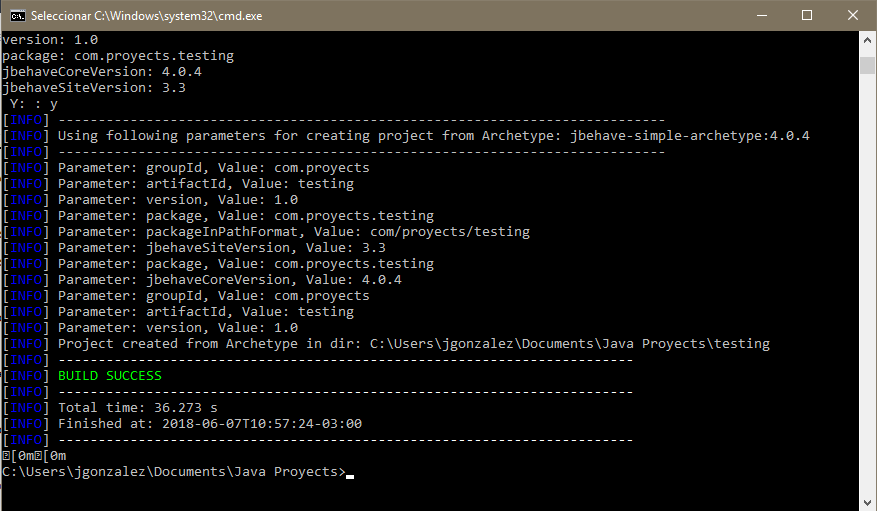 Seleccionar C:\Windows\system32\cmd.exe
version: 1.0
package: com.proyects.testing
jbehaveCoreVersion: 4.0.4
jbehaveSiteVersion: 3.3
 Y: : y
[INFO] ----------------------------------------------------------------------------
[INFO] Using following parameters for creating project from Archetype: jbehave-simple-archetype:4.0.4
[INFO] ----------------------------------------------------------------------------
[INFO] Parameter: groupId, Value: com.proyects
[INFO] Parameter: artifactId, Value: testing
[INFO] Parameter: version, Value: 1.0
[INFO] Parameter: package, Value: com.proyects.testing
[INFO] Parameter: packageInPathFormat, Value: com/proyects/testing
[INFO] Parameter: jbehaveSiteVersion, Value: 3.3
[INFO] Parameter: package, Value: com.proyects.testing
[INFO] Parameter: jbehaveCoreVersion, Value: 4.0.4
[INFO] Parameter: groupId, Value: com.proyects
[INFO] Parameter: artifactId, Value: testing
[INFO] Parameter: version, Value: 1.0
[INFO] Project created from Archetype in dir: C:\Users\jgonzalez\Documents\Java Proyects\testing
[INFO] ------------------------------------------------------------------------
[INFO] BUILD SUCCESS
[INFO] ------------------------------------------------------------------------
[INFO] Total time: 36.273 s
[INFO] Finished at: 2018-06-07T10:57:24-03:00
[INFO] ------------------------------------------------------------------------
[0m[0m
C:\Users\jgonzalez\Documents\Java Proyects>